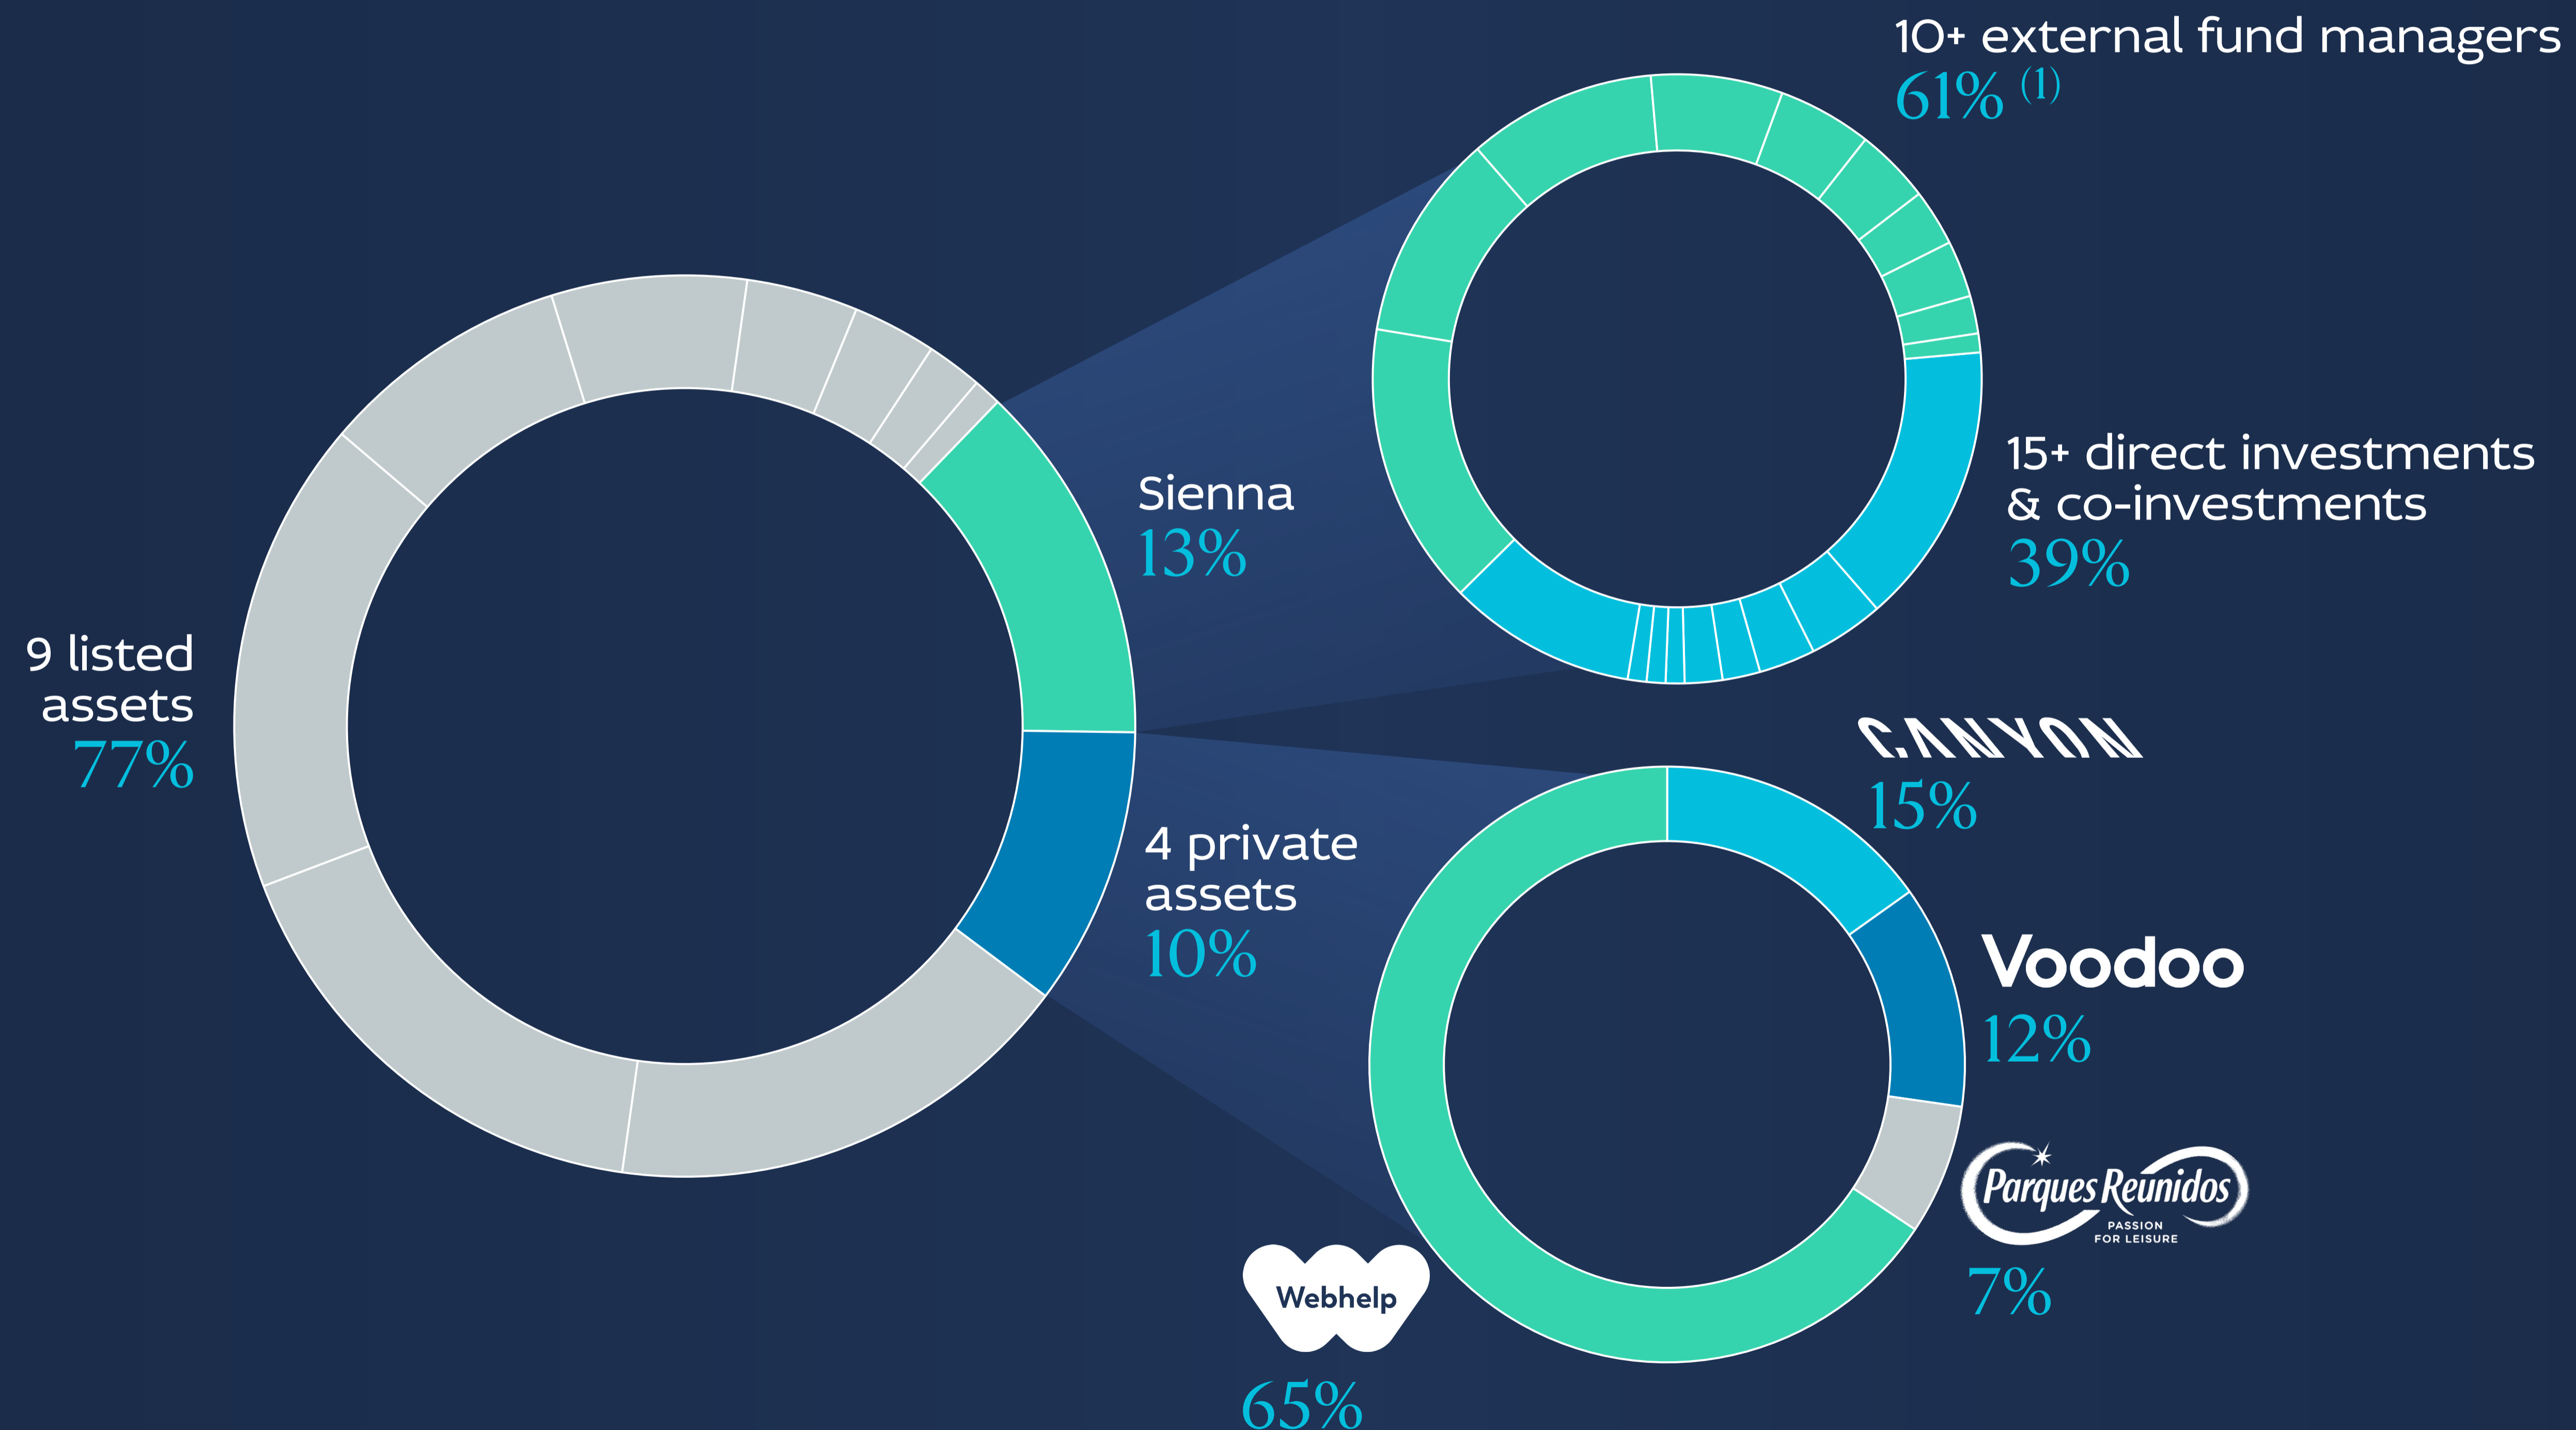 9 listed
assets
77%
Sienna
13%
4 private
assets
10%
10+ external fund managers
61% (1)
15+ direct investments
& co-investments
39%
CANYON
15%
Voodoo
12%
Parques Reunidos
PASSION
FOR LEISURE
7%
Webhelp
65%